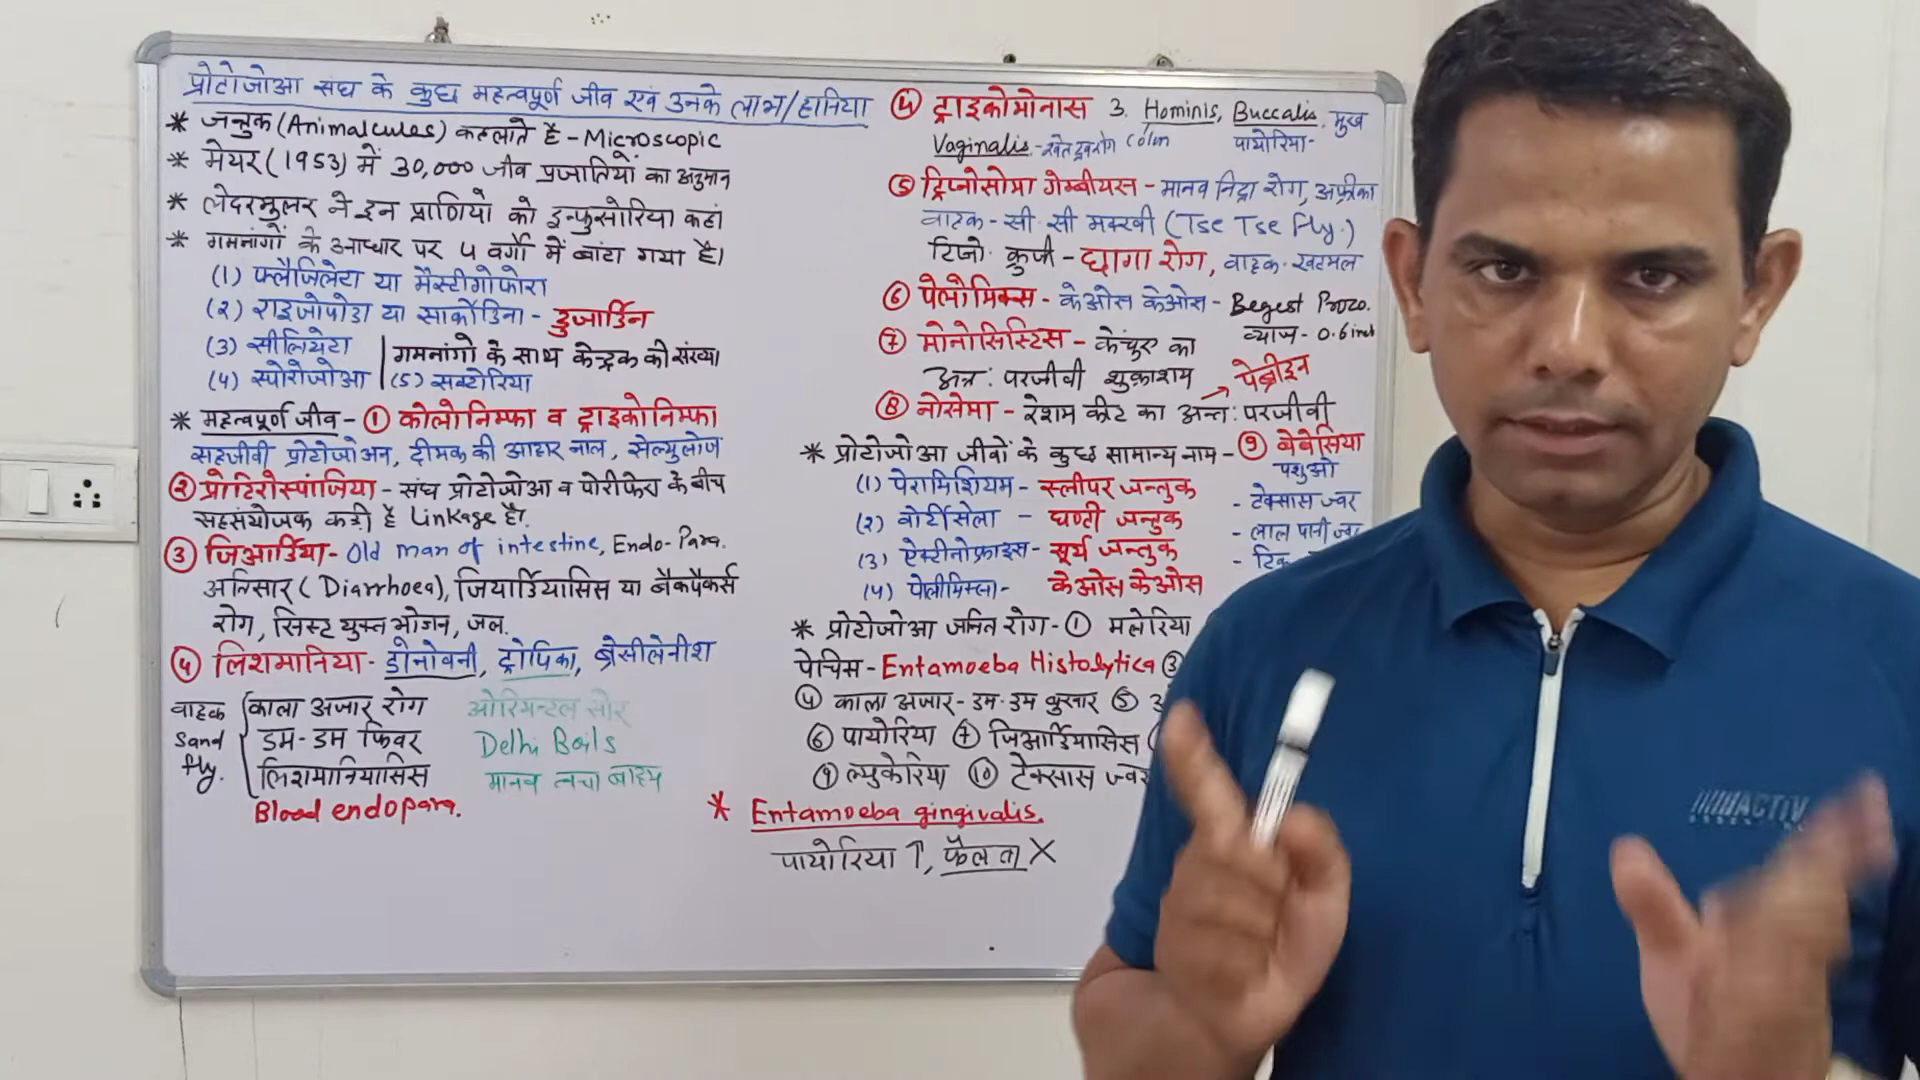 प्रोटोजोआ संघ के कुछ महत्वपूर्ण जीव एवं उनके लाभ/हानिया
* जन्तुक (Animalcules) कहलाते है - Microscopic
* मेयर (1953) में 30,000 जीव प्रजातियों का अनुमान
* लेदरमुलर ने इन प्राणियों को इन्फुसोरिया कहां
* गमनांगों के आधार पर 4 वर्गों में बांटा गया है।
(1) फ्लैजिलेटा या मैस्टीगोफोरा
(2) राइजोपोडा या सार्कोडिना - डुजार्डिन
(3) सीलियेटा
(4) स्पोरोजोआ
गमनांगो के साथ केन्द्रक की संख्या
(5) सक्टोरिया
* महत्वपूर्ण जीव - ① कोलोनिम्फा व ट्राइकोनिम्फा
सहजीवी प्रोटोजोअन, दीमक की आहार नाल, सेल्युलोज
② प्रोटिरोस्पांजिया - संघ प्रोटोजोआ व पोरीफेरा के बीच
सहसंयोजक कडी है Linkage है।
③ जिआर्डिया - Old man of intestine, Endo-Para.
अतिसार (Diarrhoea), जियार्डियासिस या बैकपैकर्स
रोग, सिस्ट युक्त भोजन, जल.
④ लिशमानिया - डोनोवनी, ट्रोपिका, ब्रेसीलेनीश
वाहक
Sand
fly.
काला अजार रोग
डम-डम फिवर
लिशमानियासिस
Blood endopara.
ओरियन्टल सोर
Delhi Boils
मानव त्वचा बाह्य
④ ट्राइकोमोनास 3. Hominis, Buccalis, मुख
Vaginalis - श्वेत द्रव रोग Colon पायोरिया -
⑤ ट्रिप्नोसोमा गेम्बीयस - मानव निद्रा रोग, अफ्रीका
वाहक - सी-सी मक्खी (Tse Tse Fly.)
टिप्नो. क्रुजी - छागा रोग, वाहक - खटमल
⑥ पेलोमिक्स - केओस केओस - Begest Prozo.
व्यास - 0.6 inch
⑦ मोनोसिस्टिस - केंचुए का
अन्त: परजीवी शुक्राशय
⑧ नोसेमा - रेशम कीट का अन्त: परजीवी → पेब्रीइन
* प्रोटोजोआ जीवों के कुछ सामान्य नाम -
(1) पेरामिशियम - स्लीपर जन्तुक
(2) वोर्टीसेला - घण्टी जन्तुक
(3) ऐक्टीनोफ्राइस - सूर्य जन्तुक
(4) पेलोमिक्सा - केओस केओस
⑨ बेबेसिया
पशुओ
- टेक्सास ज्वर
- लाल पानी ज्वर
* प्रोटोजोआ जनित रोग - ① मलेरिया
पेचिस - Entamoeba Histolytica ③
④ काला अजार - डम-डम बुखार ⑤
⑥ पायोरिया ⑦ जिआर्डियासिस
⑨ ल्युकेरिया ⑩ टेक्सास ज्वर
* Entamoeba gingivalis.
पायोरिया ↑, फैलता X
ACTIV